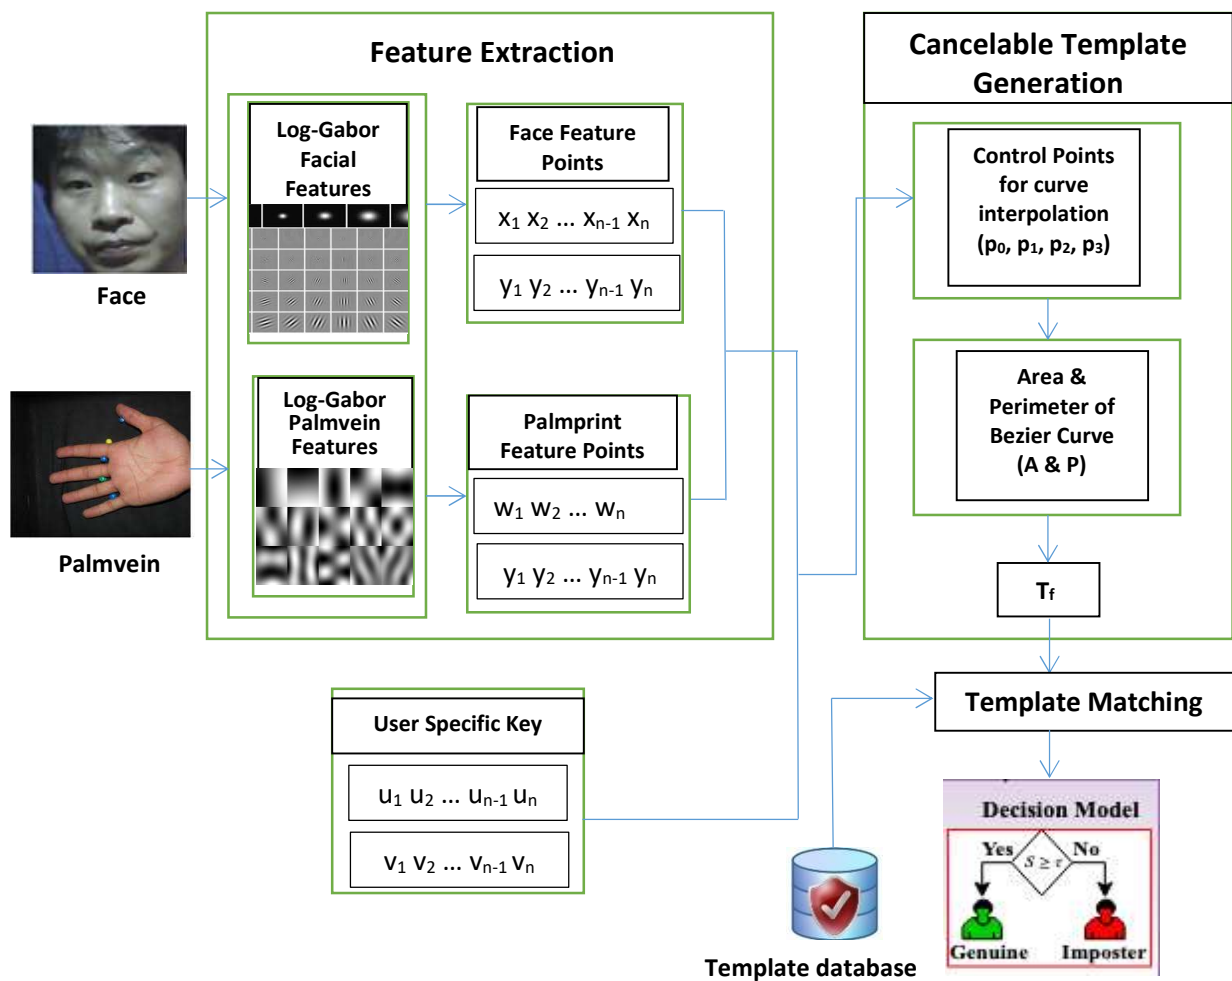 Feature Extraction
Cancelable Template
Generation
Log-Gabor
Facial
Features
Face Feature
Points
x₁ x₂ ... xₙ₋₁ xₙ
y₁ y₂ ... yₙ₋₁ yₙ
Face
Control Points
for curve
interpolation
(p₀, p₁, p₂, p₃)
Log-Gabor
Palmvein
Features
Palmprint
Feature Points
w₁ w₂ ... wₙ
y₁ y₂ ... yₙ₋₁ yₙ
Palmvein
Area &
Perimeter of
Bezier Curve
(A & P)
T_f
User Specific Key
u₁ u₂ ... uₙ₋₁ uₙ
v₁ v₂ ... vₙ₋₁ vₙ
Template Matching
Template database
Decision Model
Yes No
S ≥ τ
Genuine Imposter